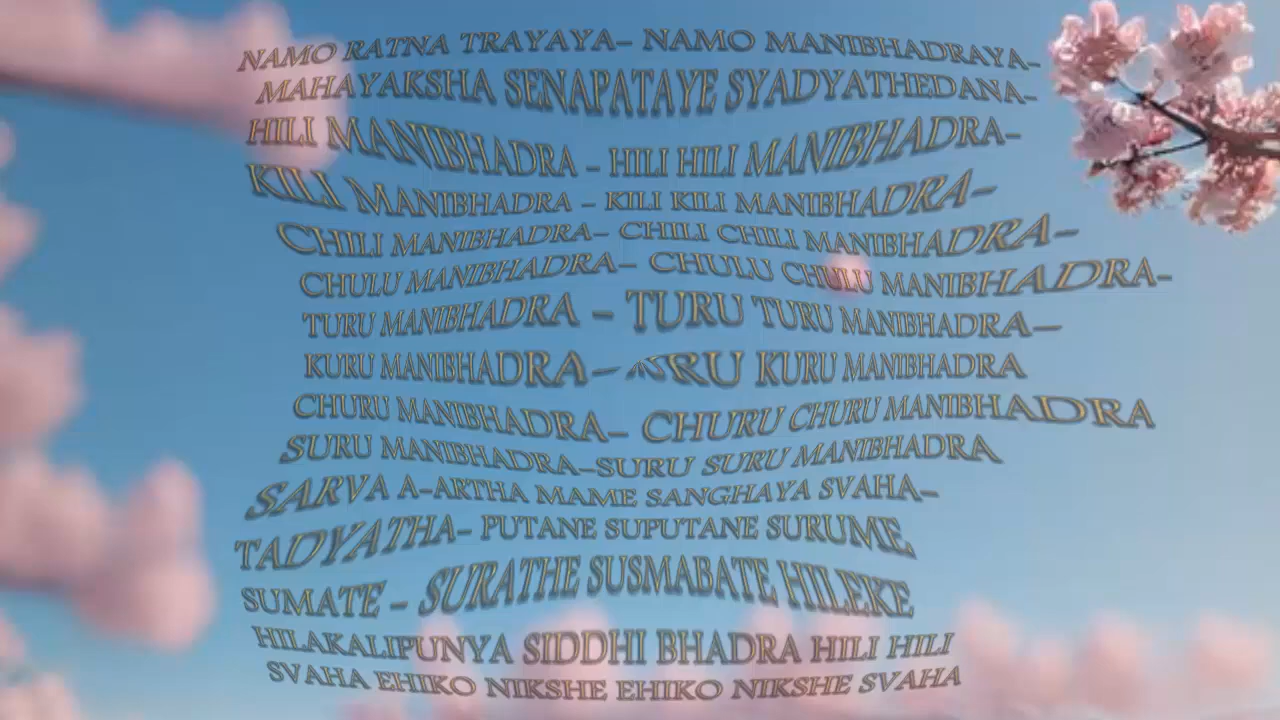 NAMO RATNA TRAYAYA– NAMO MANIBHADRAYA–
MAHAYAKSHA SENAPATAYE SYADYATHEDANA–
HILI MANIBHADRA – HILI HILI MANIBHADRA–
KILI MANIBHADRA – KILI KILI MANIBHADRA–
CHILI MANIBHADRA– CHILI CHILI MANIBHADRA–
CHULU MANIBHADRA– CHULU CHULU MANIBHADRA–
TURU MANIBHADRA – TURU TURU MANIBHADRA–
KURU MANIBHADRA– KURU MANIBHADRA
CHURU MANIBHADRA– CHURU CHURU MANIBHADRA
SURU MANIBHADRA–SURU SURU MANIBHADRA
SARVA A–ARTHA MAME SANGHAYA SVAHA–
TADYATHA– PUTANE SUPUTANE SURUME
SUMATE – SURATHE SUSMABATE HILEKE
HILAKALIPUNYA SIDDHI BHADRA HILI HILI
SVAHA EHIKO NIKSHE EHIKO NIKSHE SVAHA